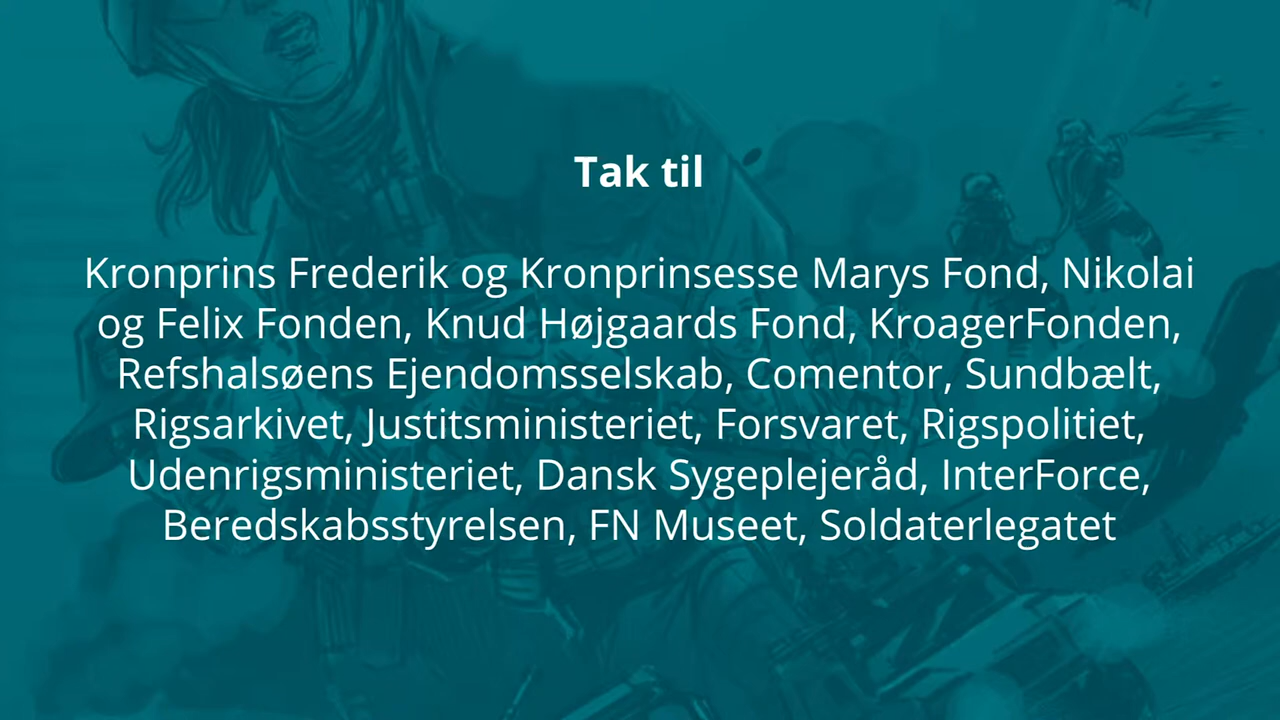 Tak til
Kronprins Frederik og Kronprinsesse Marys Fond, Nikolai
og Felix Fonden, Knud Højgaards Fond, KroagerFonden,
Refshalsøens Ejendomsselskab, Comentor, Sundbælt,
Rigsarkivet, Justitsministeriet, Forsvaret, Rigspolitiet,
Udenrigsministeriet, Dansk Sygeplejeråd, InterForce,
Beredskabsstyrelsen, FN Museet, Soldaterlegatet